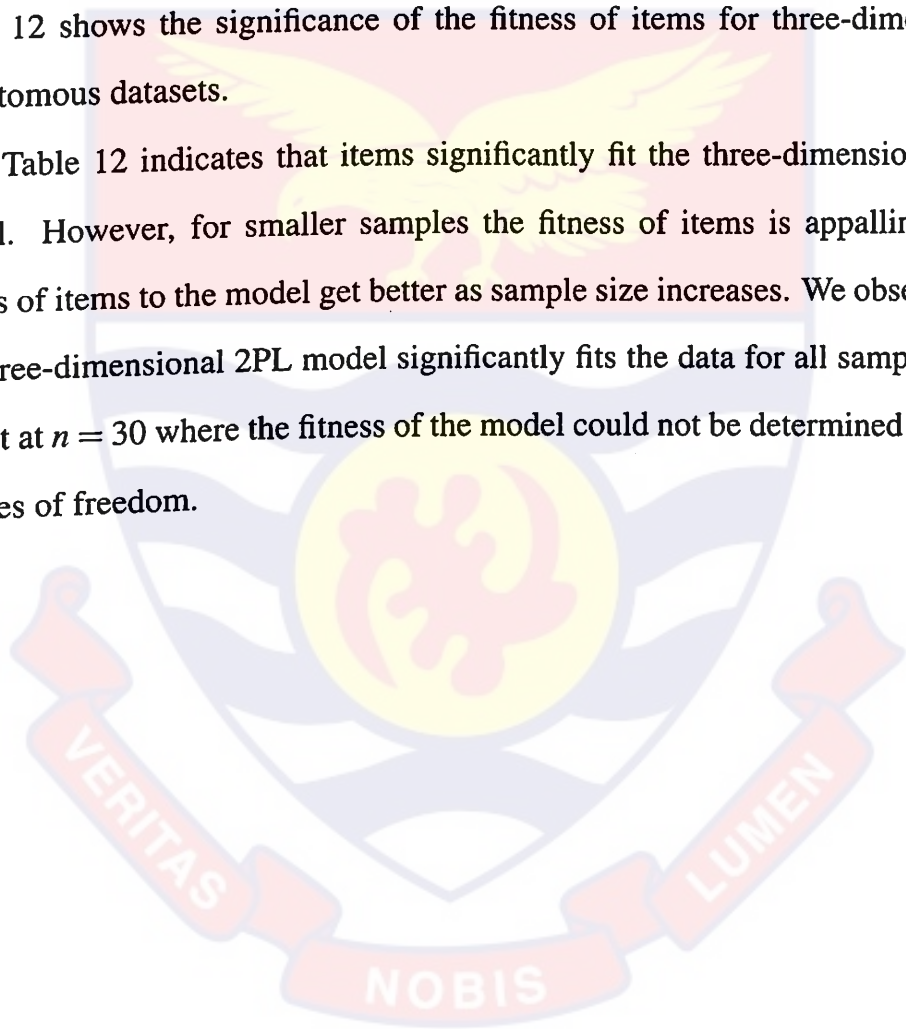 12 shows the significance of the fitness of items for three-dim
tomous datasets.
Table 12 indicates that items significantly fit the three-dimensio
l. However, for smaller samples the fitness of items is appallin
s of items to the model get better as sample size increases. We obse
ree-dimensional 2PL model significantly fits the data for all samp
t at n = 30 where the fitness of the model could not be determined
es of freedom.
VERITAS
NOBIS
LUMEN